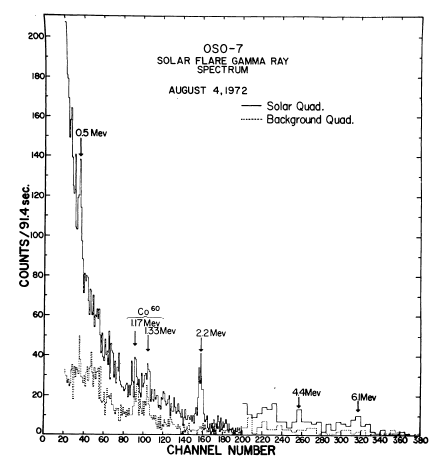 OSO-7
SOLAR FLARE GAMMA RAY
SPECTRUM
AUGUST 4, 1972
Solar Quad.
Background Quad.
0.5 Mev
Co 60
1.17 Mev
1.33 Mev
2.2 Mev
4.4 Mev
6.1 Mev
COUNTS/91.4 sec.
200
180
160
140
120
100
80
60
40
20
0
0 20 40 60 80 100 120 140 160 180 200 220 240 260 280 300 320 340 360 380
CHANNEL NUMBER